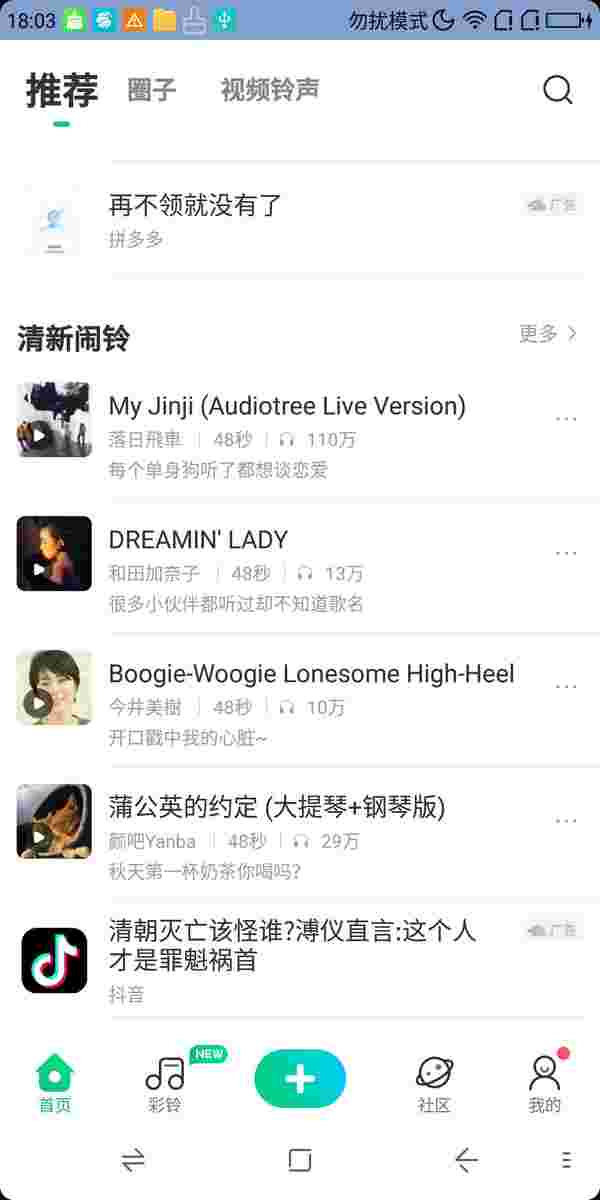 18:03 勿扰模式
推荐 圈子 视频铃声
再不领就没有了 广告
拼多多
清新闹铃 更多
My Jinji (Audiotree Live Version)
落日飛車 48秒 110万
每个单身狗听了都想谈恋爱
DREAMIN' LADY
和田加奈子 48秒 13万
很多小伙伴都听过却不知道歌名
Boogie-Woogie Lonesome High-Heel
今井美樹 48秒 10万
开口戳中我的心脏~
蒲公英的约定 (大提琴+钢琴版)
颜吧Yanba 48秒 29万
秋天第一杯奶茶你喝吗?
清朝灭亡该怪谁?溥仪直言:这个人 广告
才是罪魁祸首
抖音
NEW
首页 彩铃 社区 我的